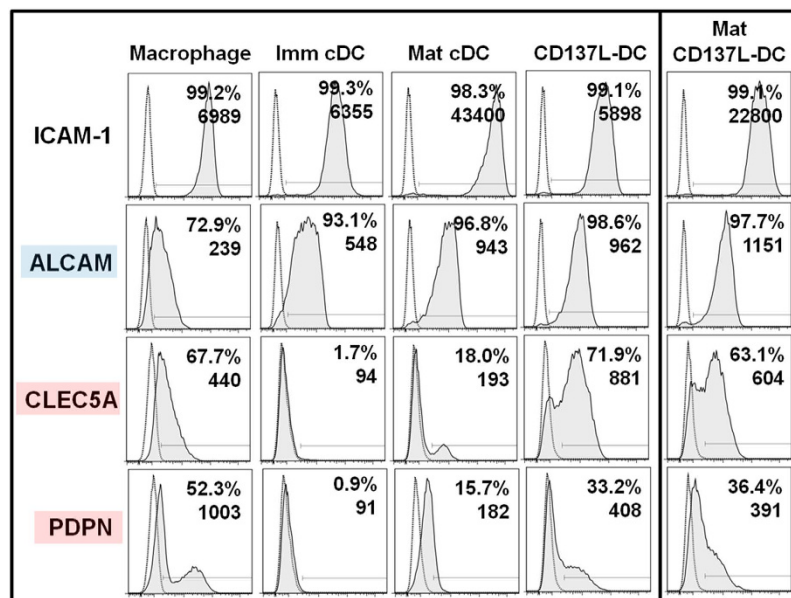 Macrophage Imm cDC Mat cDC CD137L-DC Mat
CD137L-DC
ICAM-1 99.2% 99.3% 98.3% 99.1% 99.1%
6989 6355 43400 5898 22800
ALCAM 72.9% 93.1% 96.8% 98.6% 97.7%
239 548 943 962 1151
CLEC5A 67.7% 1.7% 18.0% 71.9% 63.1%
440 94 193 881 604
PDPN 52.3% 0.9% 15.7% 33.2% 36.4%
1003 91 182 408 391